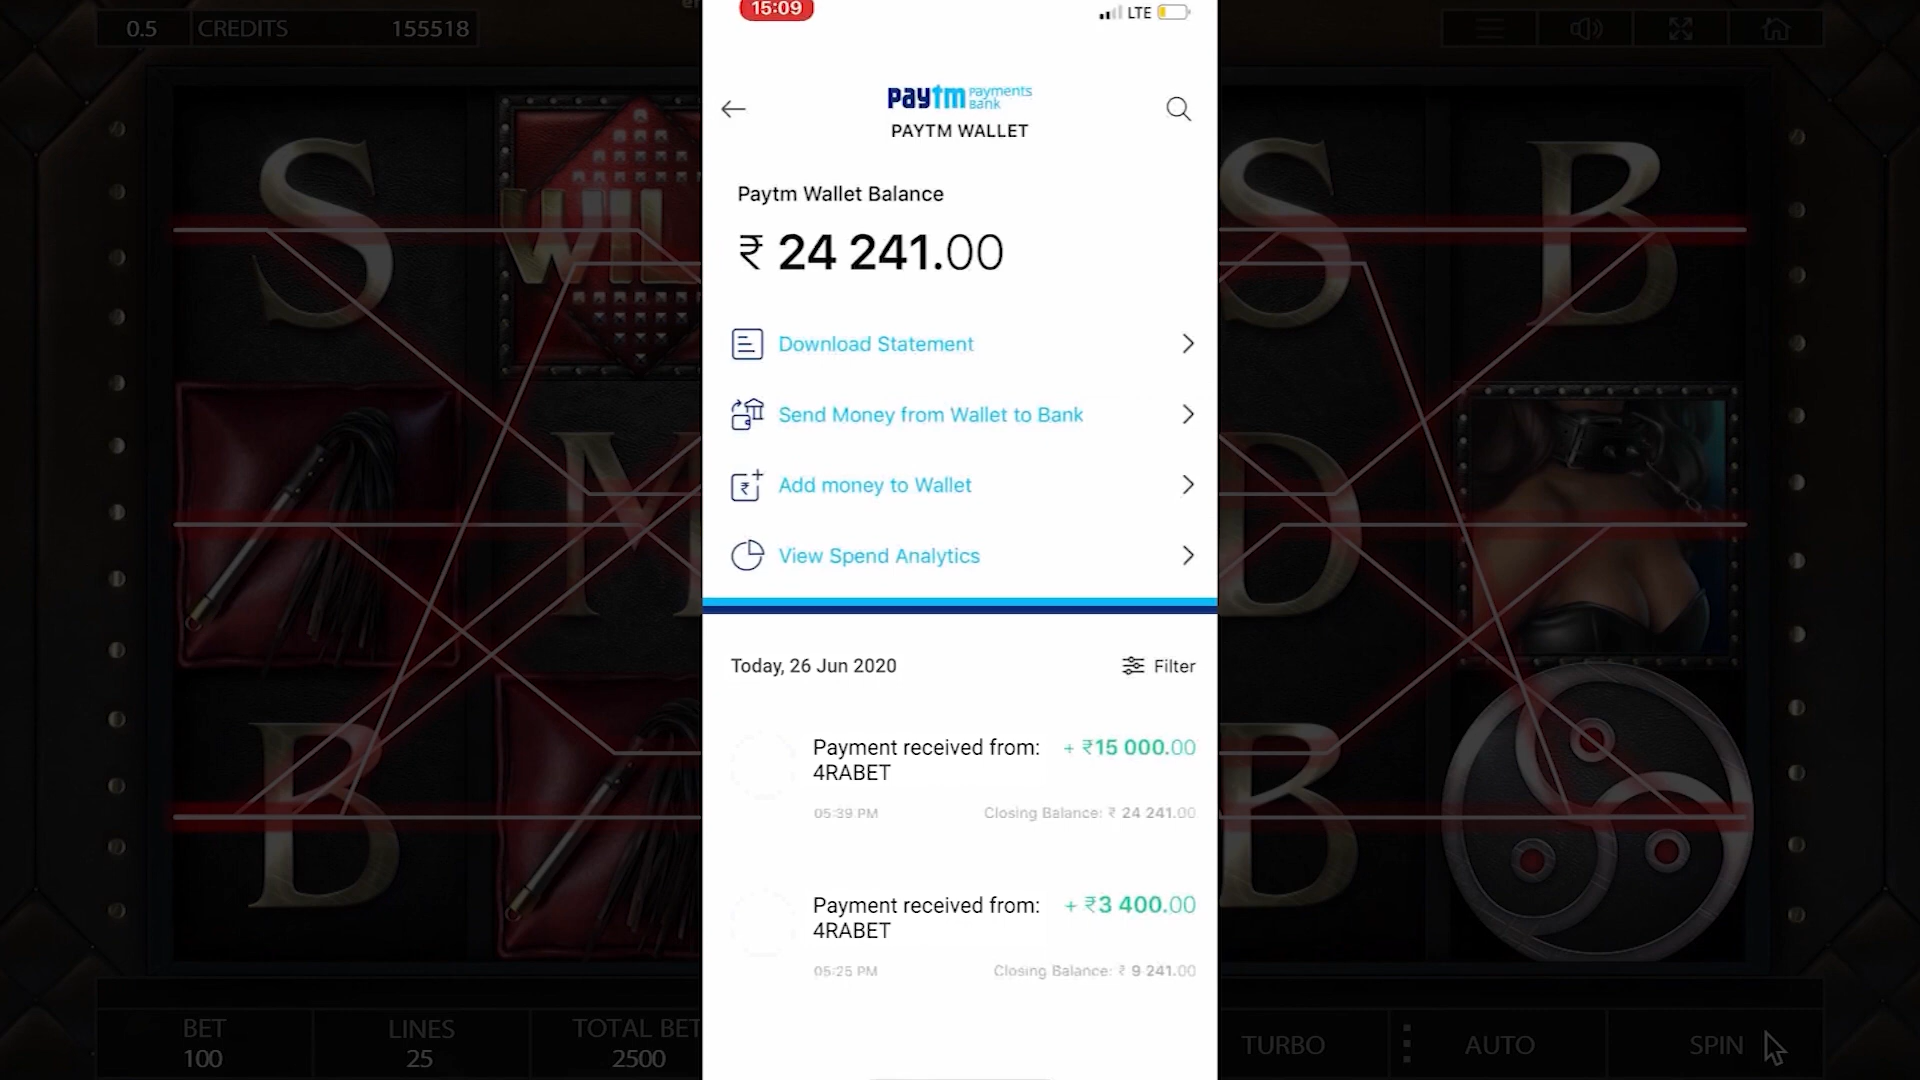 0.5 CREDITS 155518
15:09
LTE
paytm payments Bank
PAYTM WALLET
Paytm Wallet Balance
₹ 24 241.00
Download Statement
Send Money from Wallet to Bank
Add money to Wallet
View Spend Analytics
Today, 26 Jun 2020
Filter
Payment received from: + ₹15 000.00
4RABET
05:39 PM Closing Balance: ₹ 24 241.00
Payment received from: + ₹3 400.00
4RABET
05:25 PM Closing Balance: ₹ 9 241.00
S WIL S B
M D
B B
BET LINES TOTAL BET
100 25 2500
TURBO AUTO SPIN